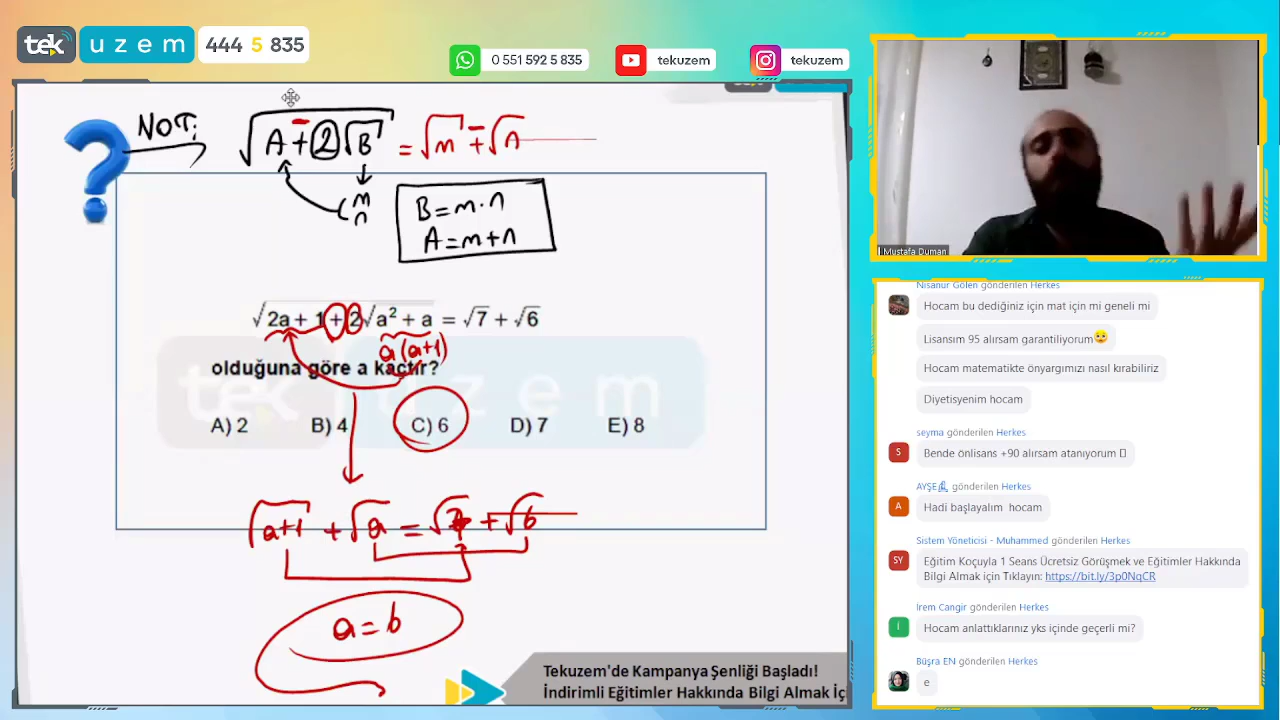 tek uzem 444 5 835
0 551 592 5 835 tekuzem tekuzem
NOT:
√(A ∓ 2√B) = √m ∓ √n
m
n
B = m·n
A = m+n
√(2a + 1 + 2√(a² + a)) = √7 + √6
a(a+1)
olduğuna göre a kaçtır?
tek uzem
A) 2 B) 4 C) 6 D) 7 E) 8
√(a+1) + √a = √7 + √6
a = 6
Tekuzem'de Kampanya Şenliği Başladı!
İndirimli Eğitimler Hakkında Bilgi Almak İç
Mustafa Duman
Nisanur Gölen gönderilen Herkes
Hocam bu dediğiniz için mat için mi geneli mi
Lisansım 95 alırsam garantiliyorum😉
Hocam matematikte önyargımızı nasıl kırabiliriz
Diyetisyenim hocam
seyma gönderilen Herkes
S
Bende önlisans +90 alırsam atanıyorum
AYŞE gönderilen Herkes
A
Hadi başlayalım hocam
Sistem Yöneticisi - Muhammed gönderilen Herkes
SY
Eğitim Koçuyla 1 Seans Ücretsiz Görüşmek ve Eğitimler Hakkında
Bilgi Almak için Tıklayın: https://bit.ly/3p0NqCR
İrem Cangir gönderilen Herkes
İ
Hocam anlattıklarınız yks içinde geçerli mi?
Büşra EN gönderilen Herkes
e